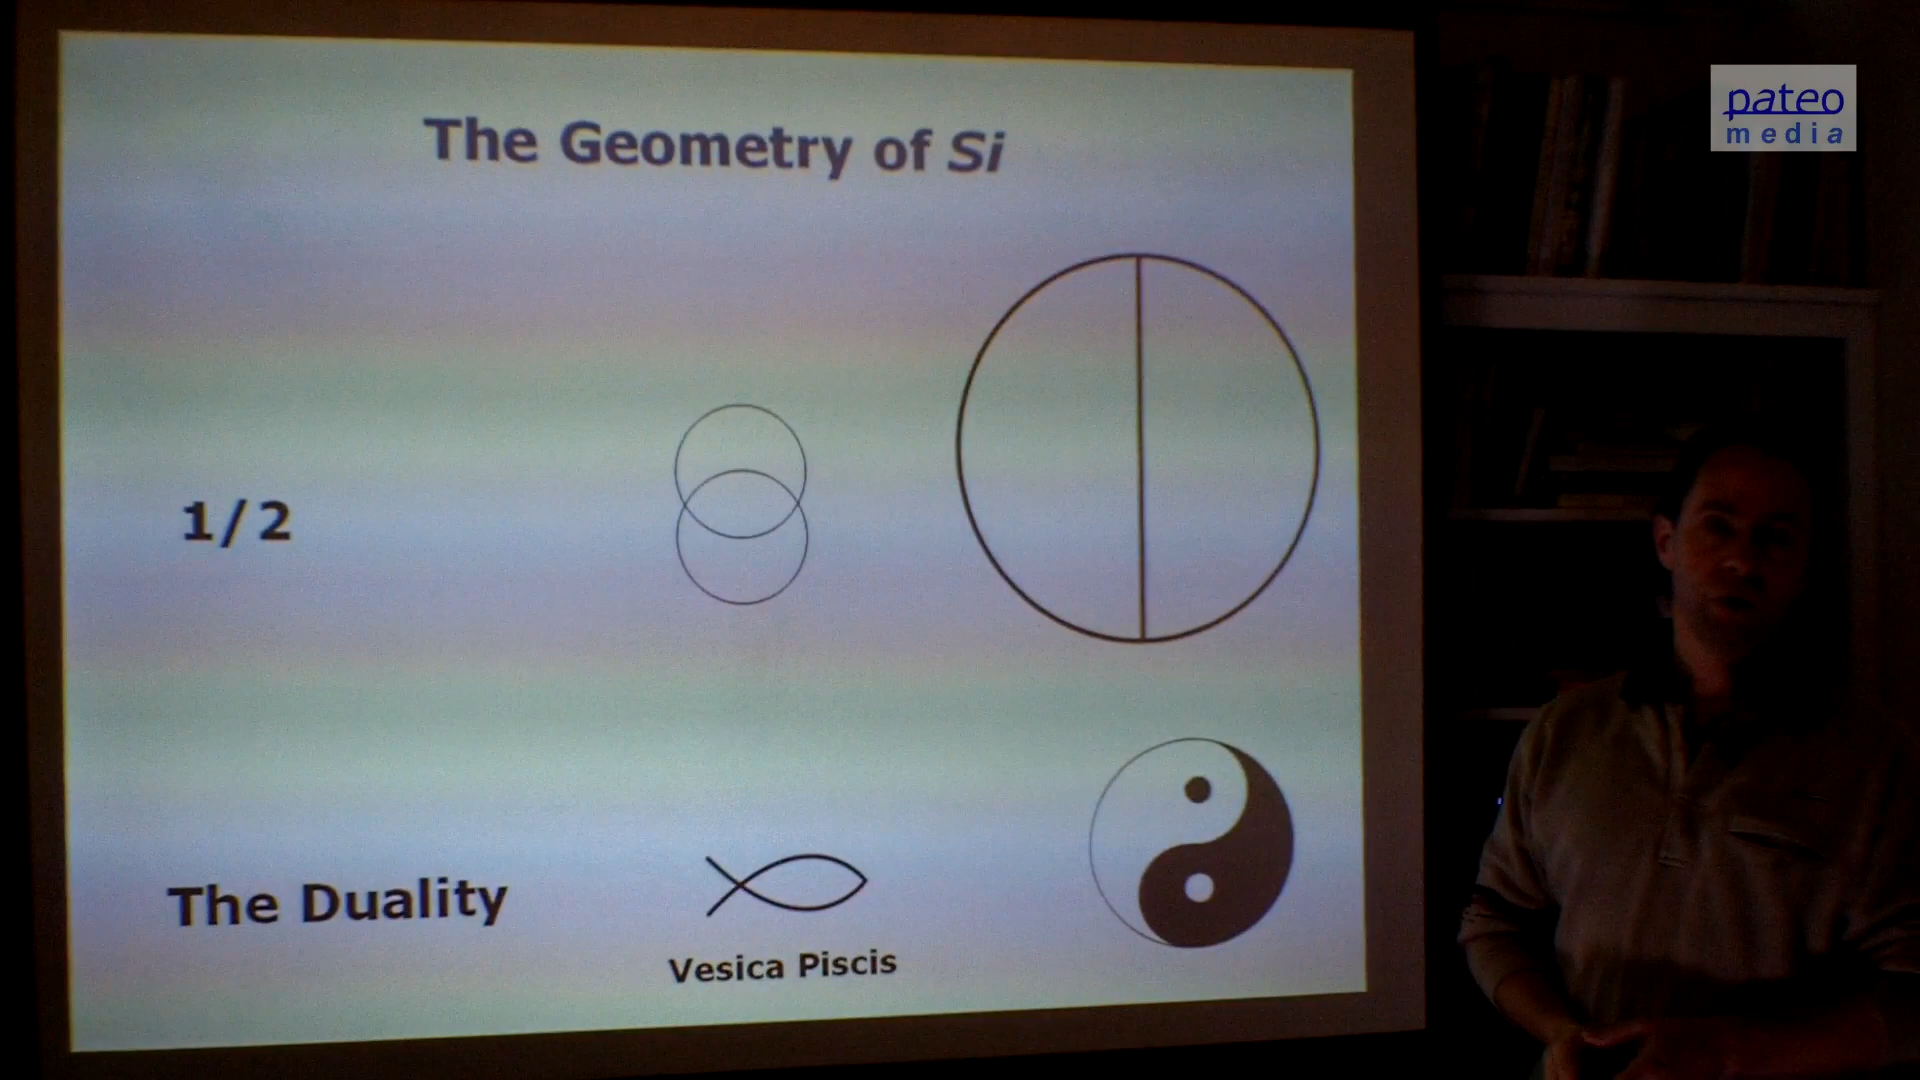 The Geometry of Si
pateo
media
1/2
The Duality
Vesica Piscis